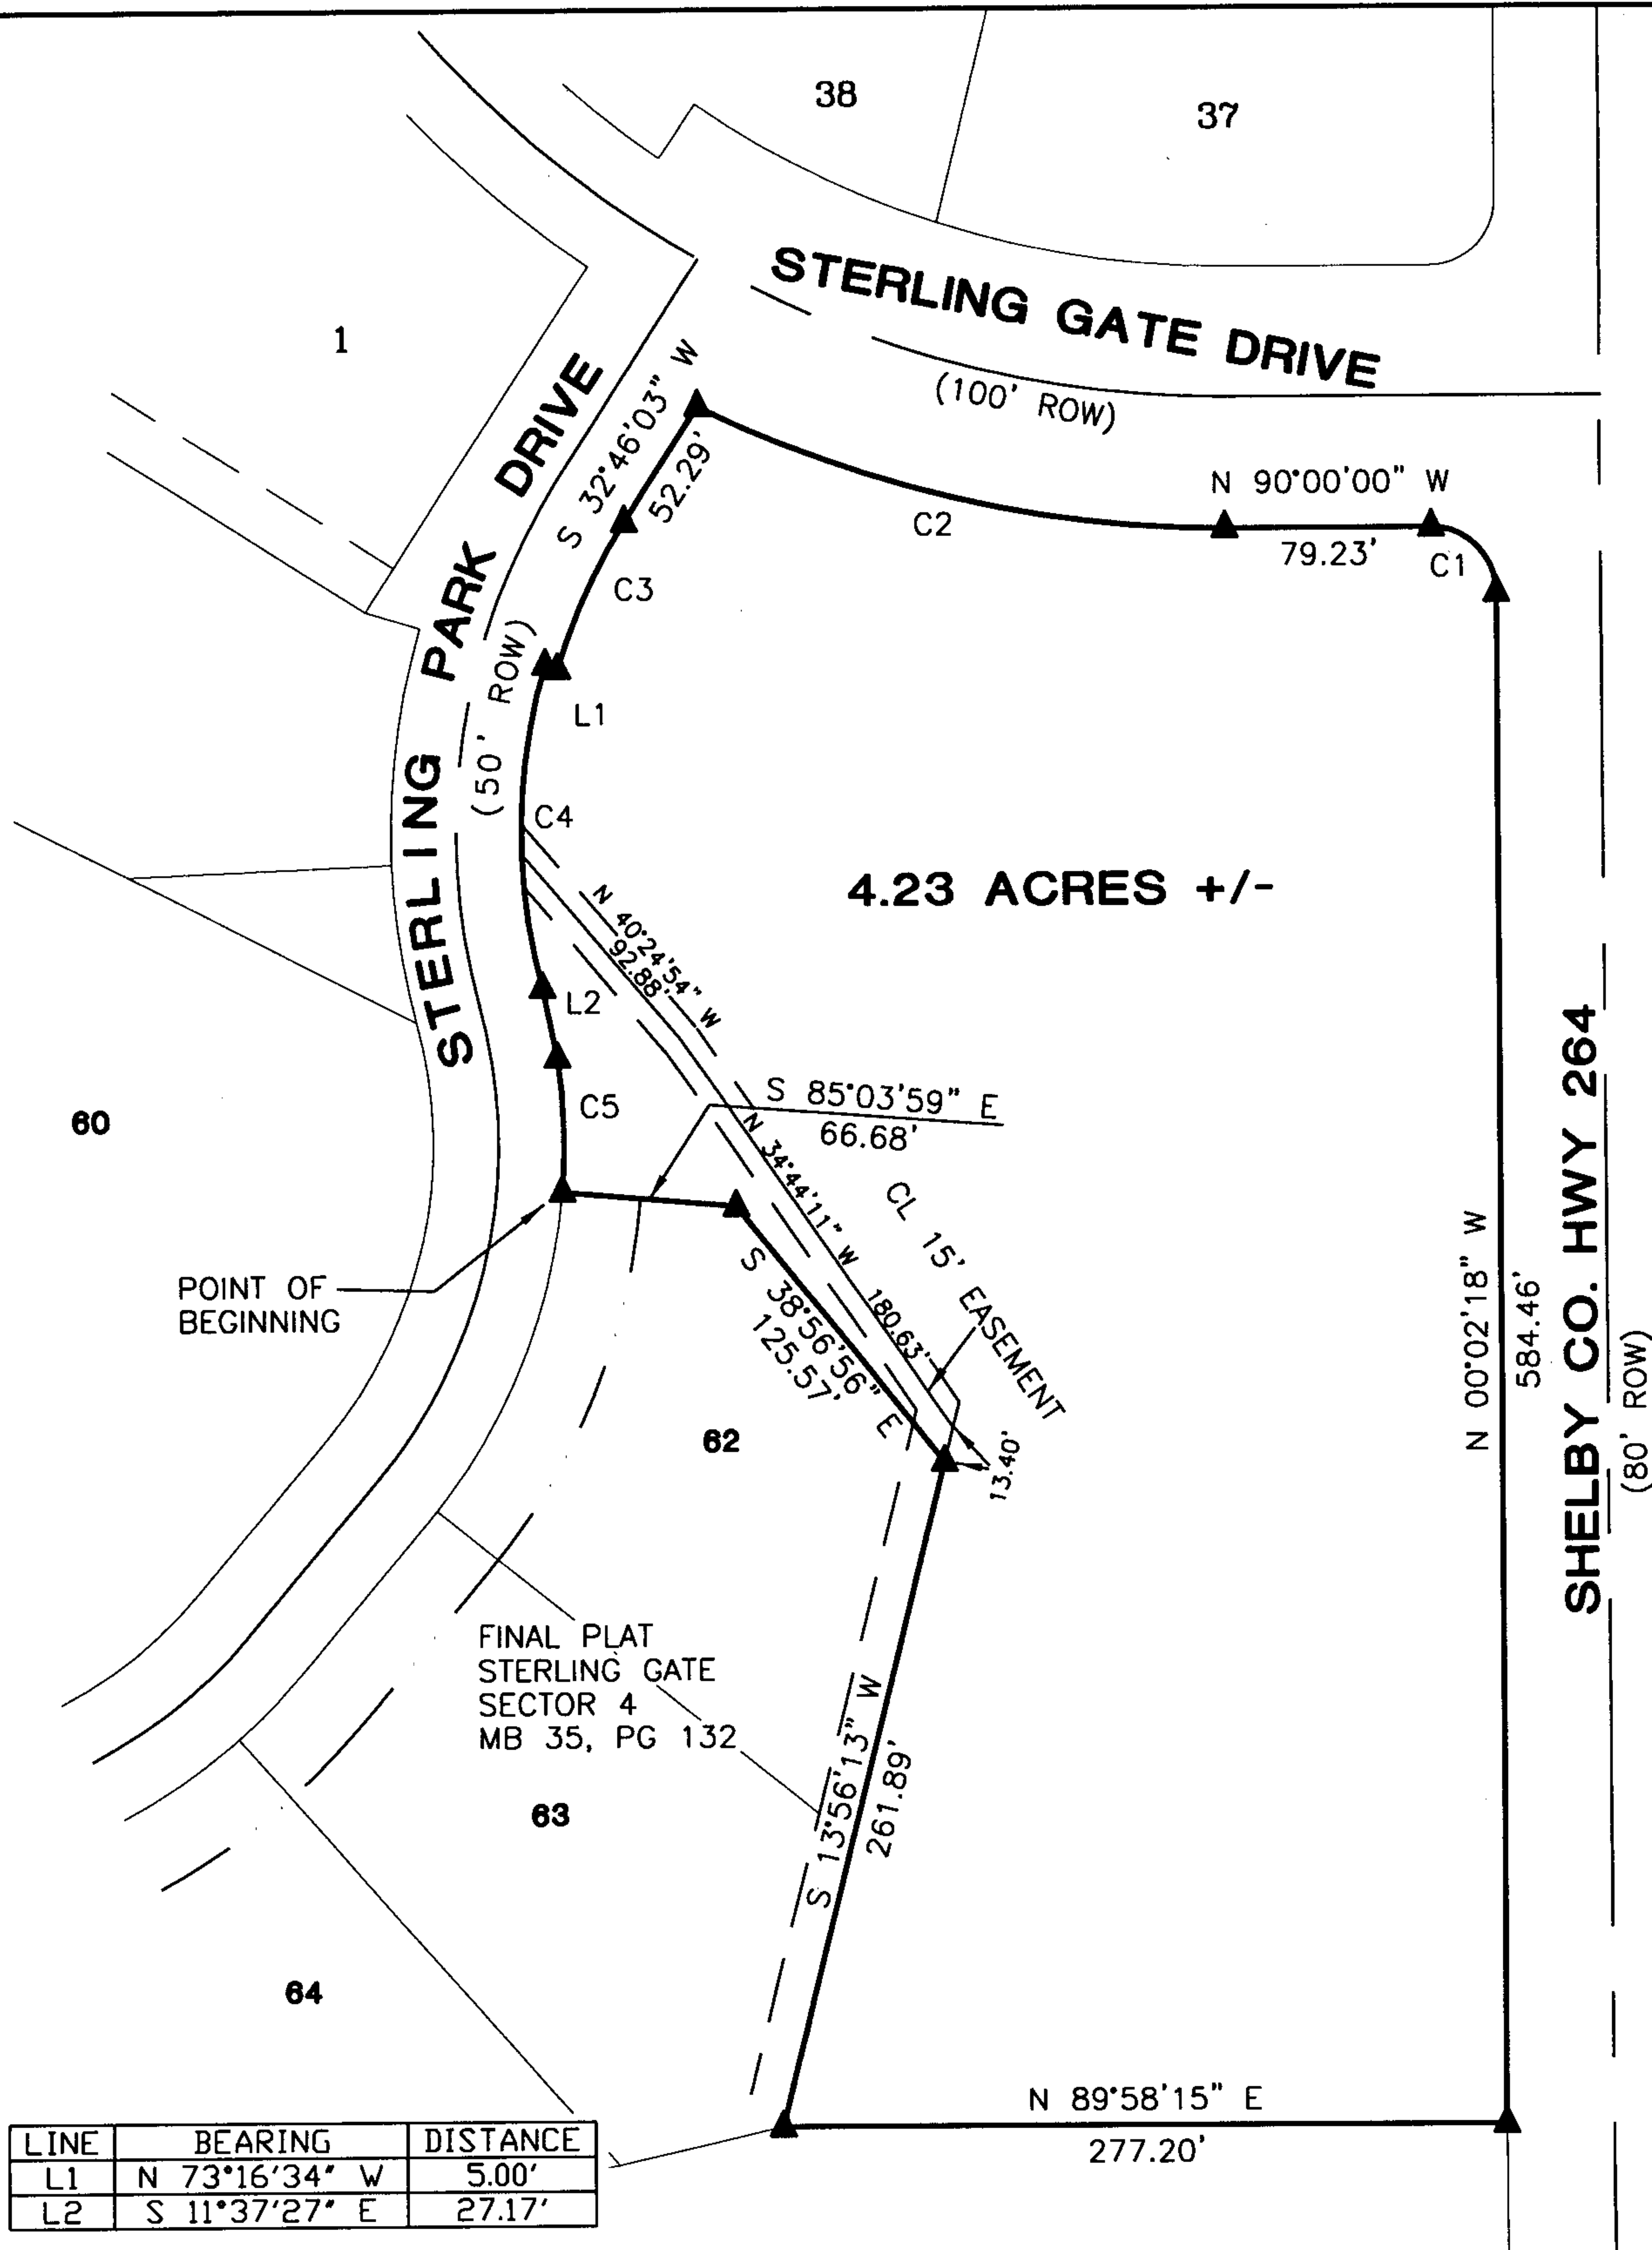 38
37
1
STERLING GATE DRIVE
(100' ROW)
STERLING PARK DRIVE
(50' ROW)
S 32°46'03" W
52.29'
N 90°00'00" W
79.23'
C2
C1
C3
L1
C4
4.23 ACRES +/-
N 40°24'54" W
92.88'
L2
C5
S 85°03'59" E
66.68'
60
N 34°44'11" W 180.63'
CL 15' EASEMENT
POINT OF
BEGINNING
S 38°56'56" E
125.57'
13.40'
62
N 00°02'18" W
584.46'
SHELBY CO. HWY 264
(80' ROW)
FINAL PLAT
STERLING GATE
SECTOR 4
MB 35, PG 132
S 13°56'13" W
261.89'
63
64
N 89°58'15" E
277.20'
LINE BEARING DISTANCE
L1 N 73°16'34" W 5.00'
L2 S 11°37'27" E 27.17'